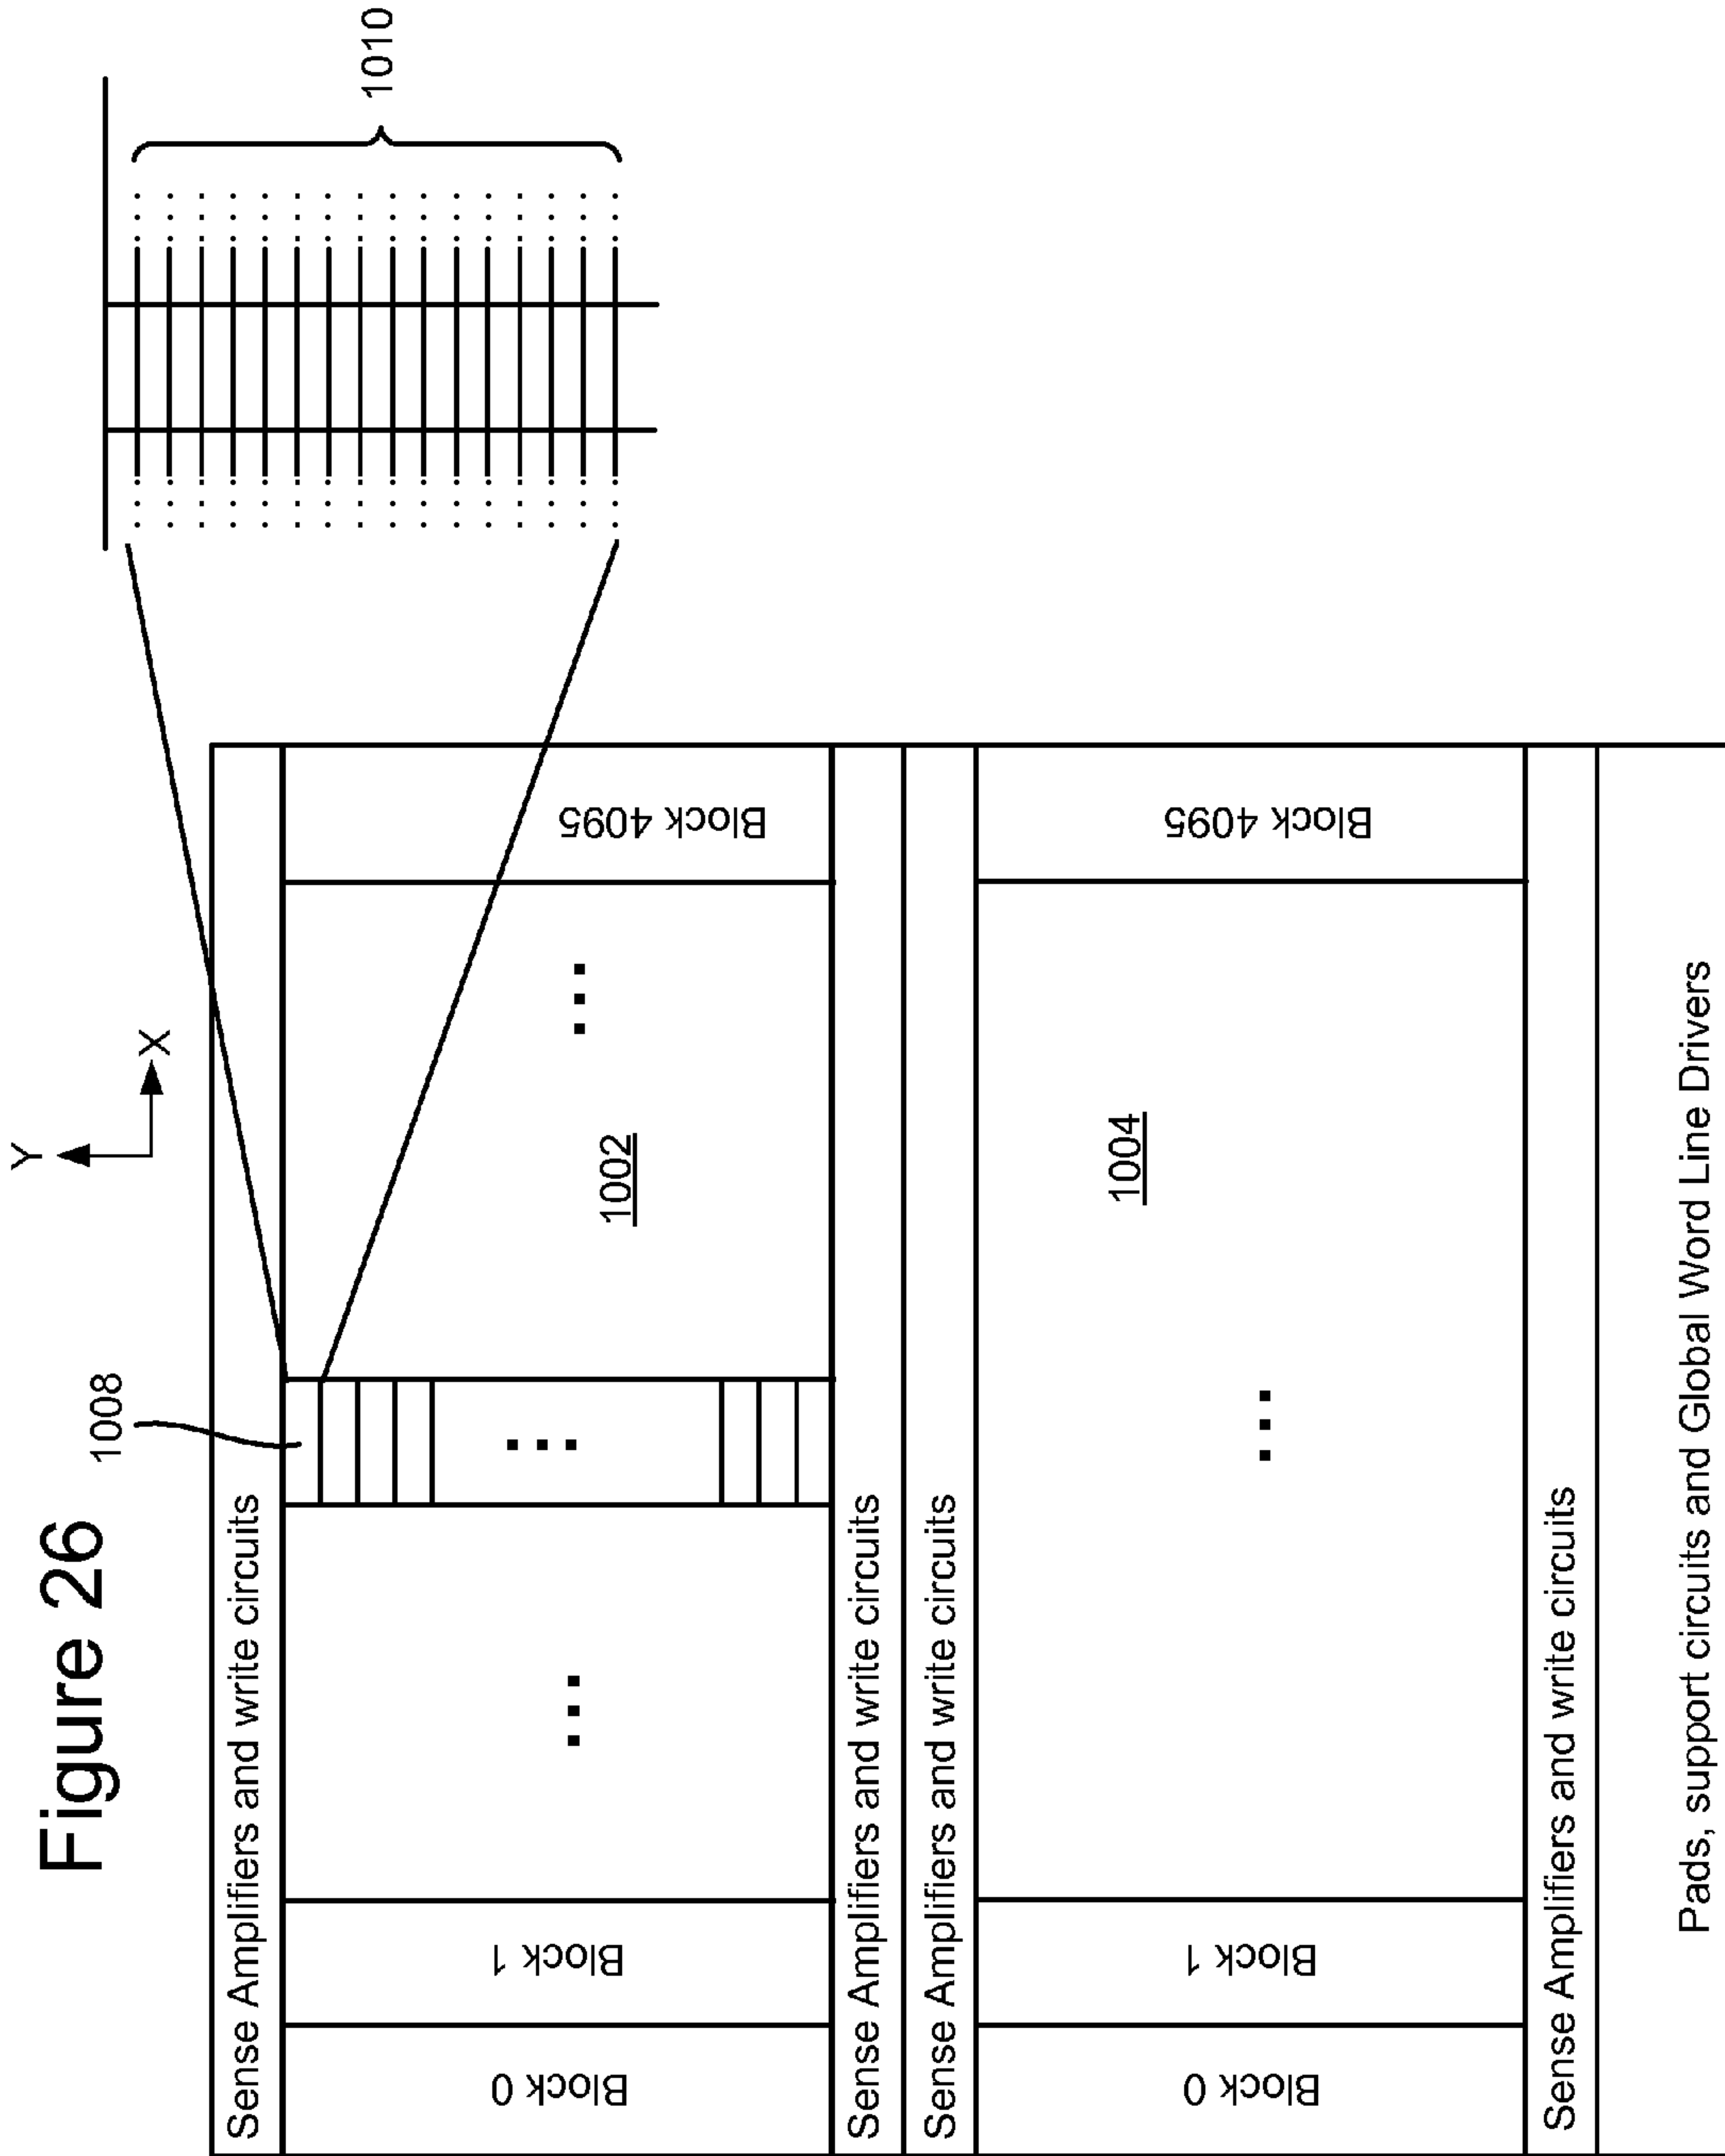 Figure 26
Y
X
1008
1010
Sense Amplifiers and write circuits
Block 0
Block 1
...
...
1002
...
Block 4095
Sense Amplifiers and write circuits
Sense Amplifiers and write circuits
Block 0
Block 1
...
1004
Block 4095
Sense Amplifiers and write circuits
Pads, support circuits and Global Word Line Drivers